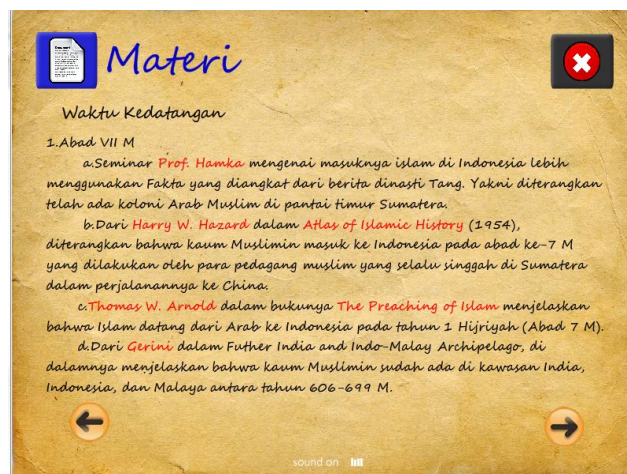 Materi
Waktu Kedatangan
1.Abad VII M
a.Seminar Prof. Hamka mengenai masuknya islam di Indonesia lebih
menggunakan Fakta yang diangkat dari berita dinasti Tang. Yakni diterangkan
telah ada koloni Arab Muslim di pantai timur Sumatera.
b.Dari Harry W. Hazard dalam Atlas of Islamic History (1954),
diterangkan bahwa kaum Muslimin masuk ke Indonesia pada abad ke-7 M
yang dilakukan oleh para pedagang muslim yang selalu singgah di Sumatera
dalam perjalanannya ke China.
c.Thomas W. Arnold dalam bukunya The Preaching of Islam menjelaskan
bahwa Islam datang dari Arab ke Indonesia pada tahun 1 Hijriyah (Abad 7 M).
d.Dari Gerini dalam Futher India and Indo-Malay Archipelago, di
dalamnya menjelaskan bahwa kaum Muslimin sudah ada di kawasan India,
Indonesia, dan Malaya antara tahun 606-699 M.
sound on